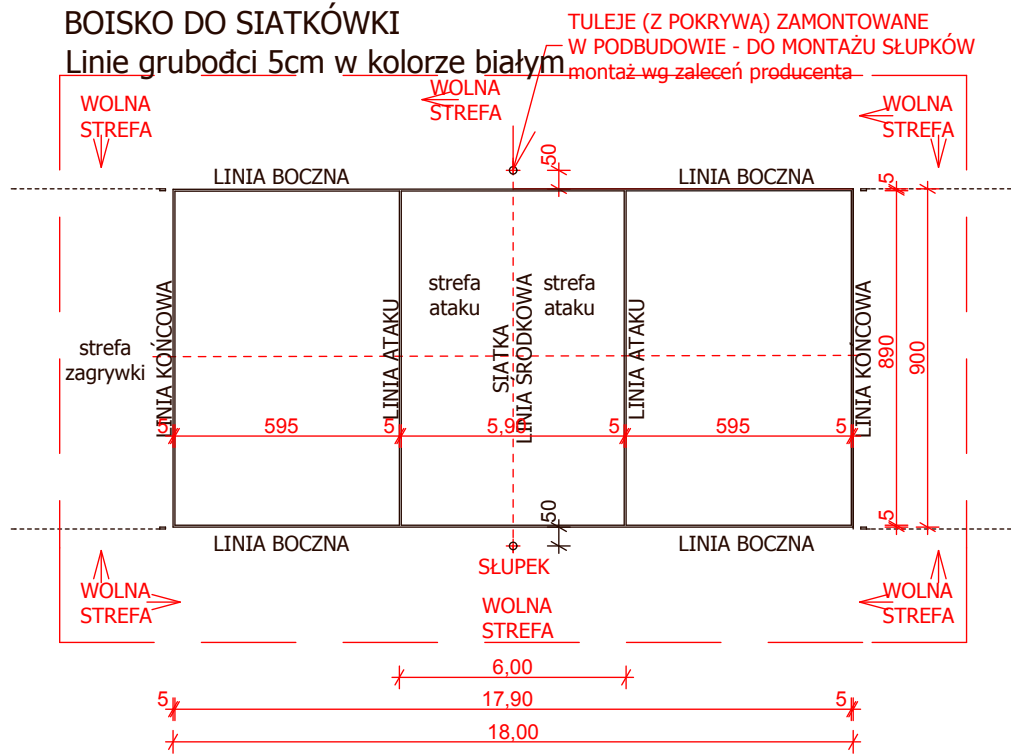 BOISKO DO SIATKÓWKI
Linie grubođci 5cm w kolorze białym
TULEJE (Z POKRYWĄ) ZAMONTOWANE
W PODBUDOWIE - DO MONTAŻU SŁUPKÓW
montaż wg zaleceń producenta
WOLNA
STREFA
WOLNA
STREFA
WOLNA
STREFA
50
LINIA BOCZNA
LINIA BOCZNA
5
strefa
ataku
strefa
ataku
strefa
zagrywki
LINIA KOŃCOWA
LINIA ATAKU
SIATKA
LINIA ŚRODKOWA
LINIA ATAKU
LINIA KOŃCOWA
890
900
5
595
5
5,90
5
595
5
50
5
LINIA BOCZNA
LINIA BOCZNA
SŁUPEK
WOLNA
STREFA
WOLNA
STREFA
WOLNA
STREFA
6,00
5
17,90
5
18,00